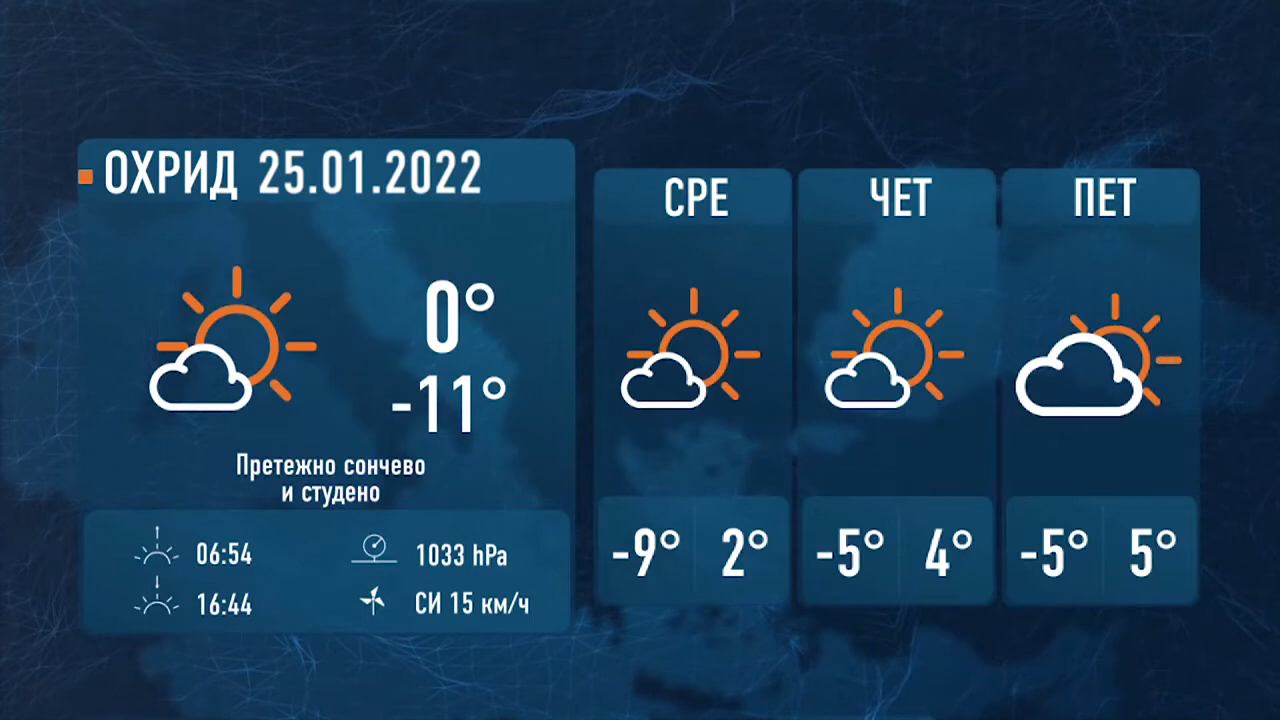 ОХРИД 25.01.2022
0°
-11°
Претежно сончево
и студено
06:54
1033 hPa
16:44
СИ 15 км/ч
СРЕ
-9° 2°
ЧЕТ
-5° 4°
ПЕТ
-5° 5°